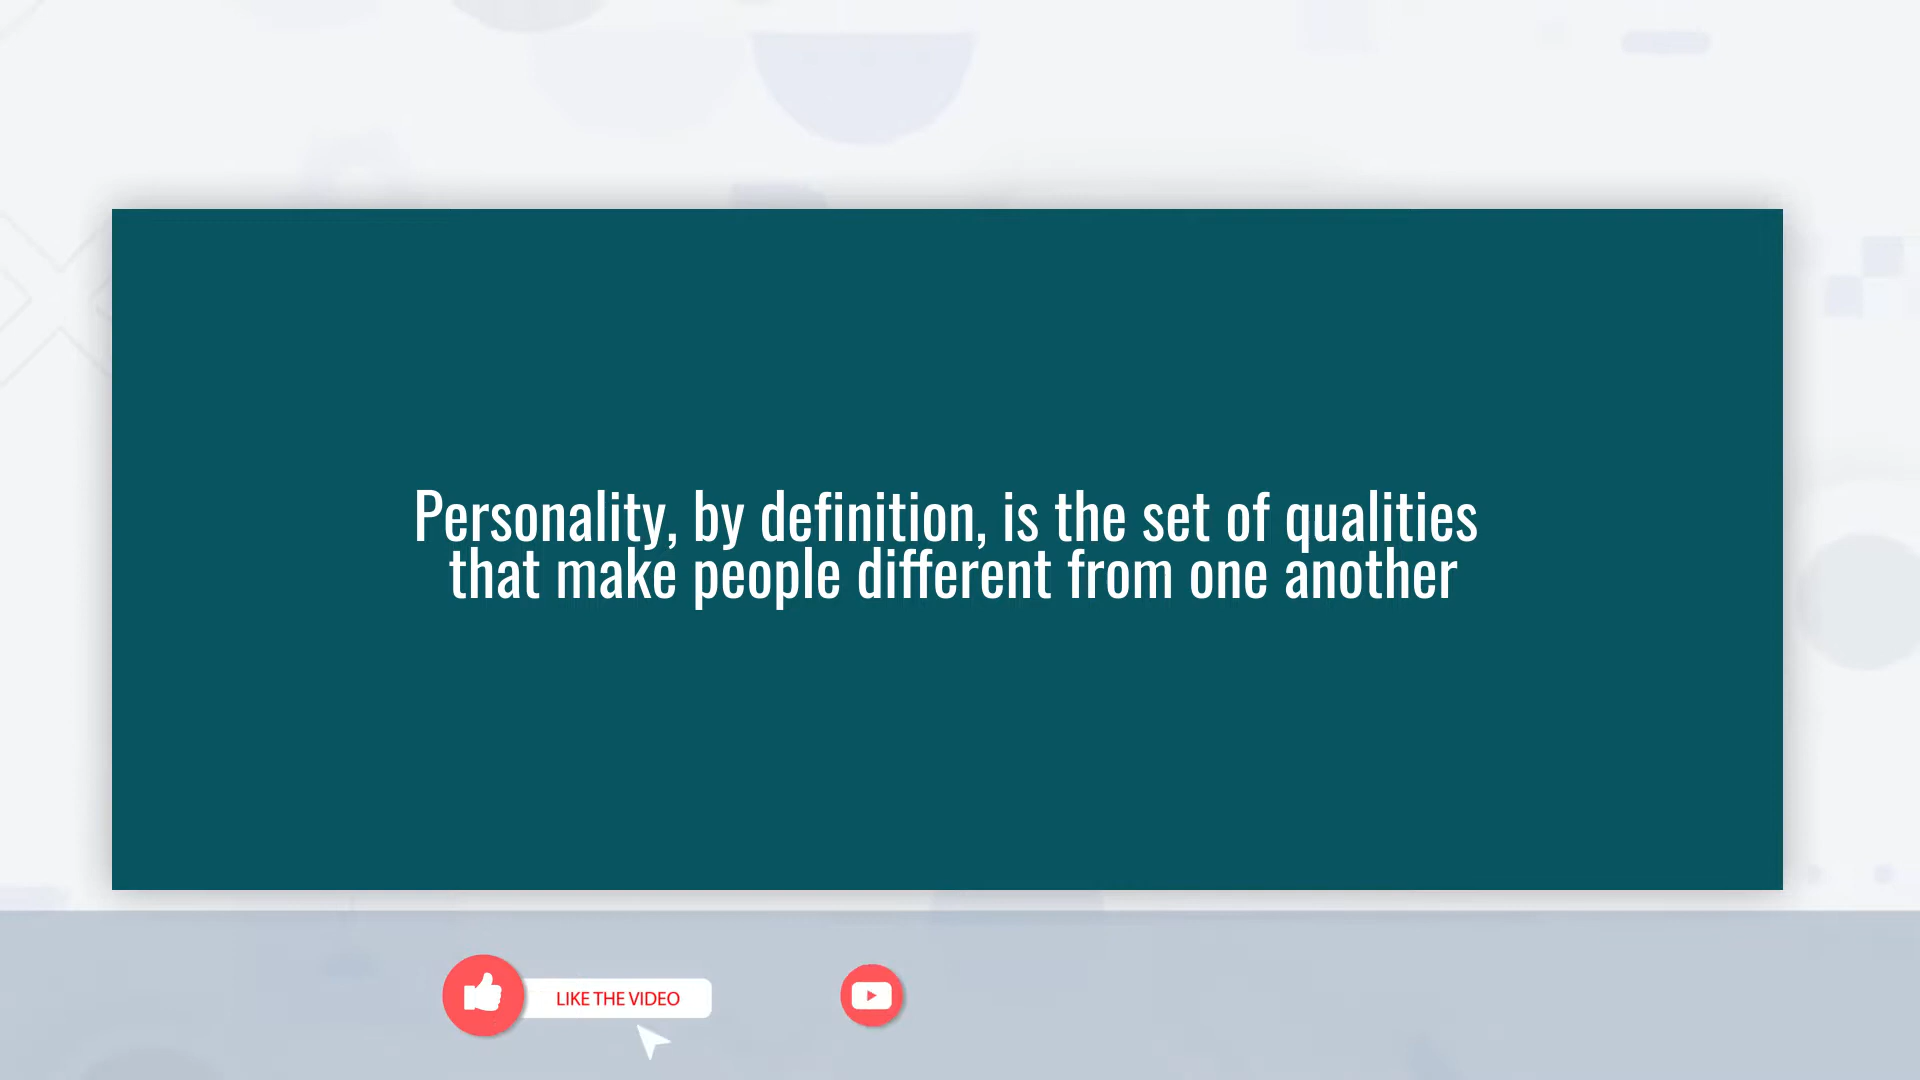 Personality, by definition, is the set of qualities
that make people different from one another
LIKE THE VIDEO